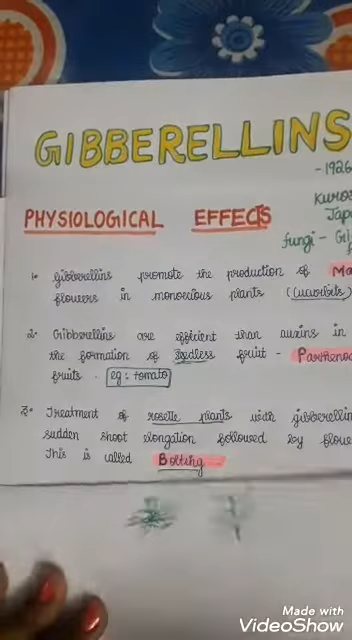 GIBBERELLINS
- 1926
PHYSIOLOGICAL EFFECTS
fungi -
1. Gibberellins promote the production of
flowers in monoecious plants (Cucurbits)
2. Gibberellins are efficient than auxins in
the formation of seedless fruit -
fruits. eg: tomato
3. Treatment of rosette plants with gibberellin
sudden shoot elongation followed by
This is called Bolting
Made with
VideoShow